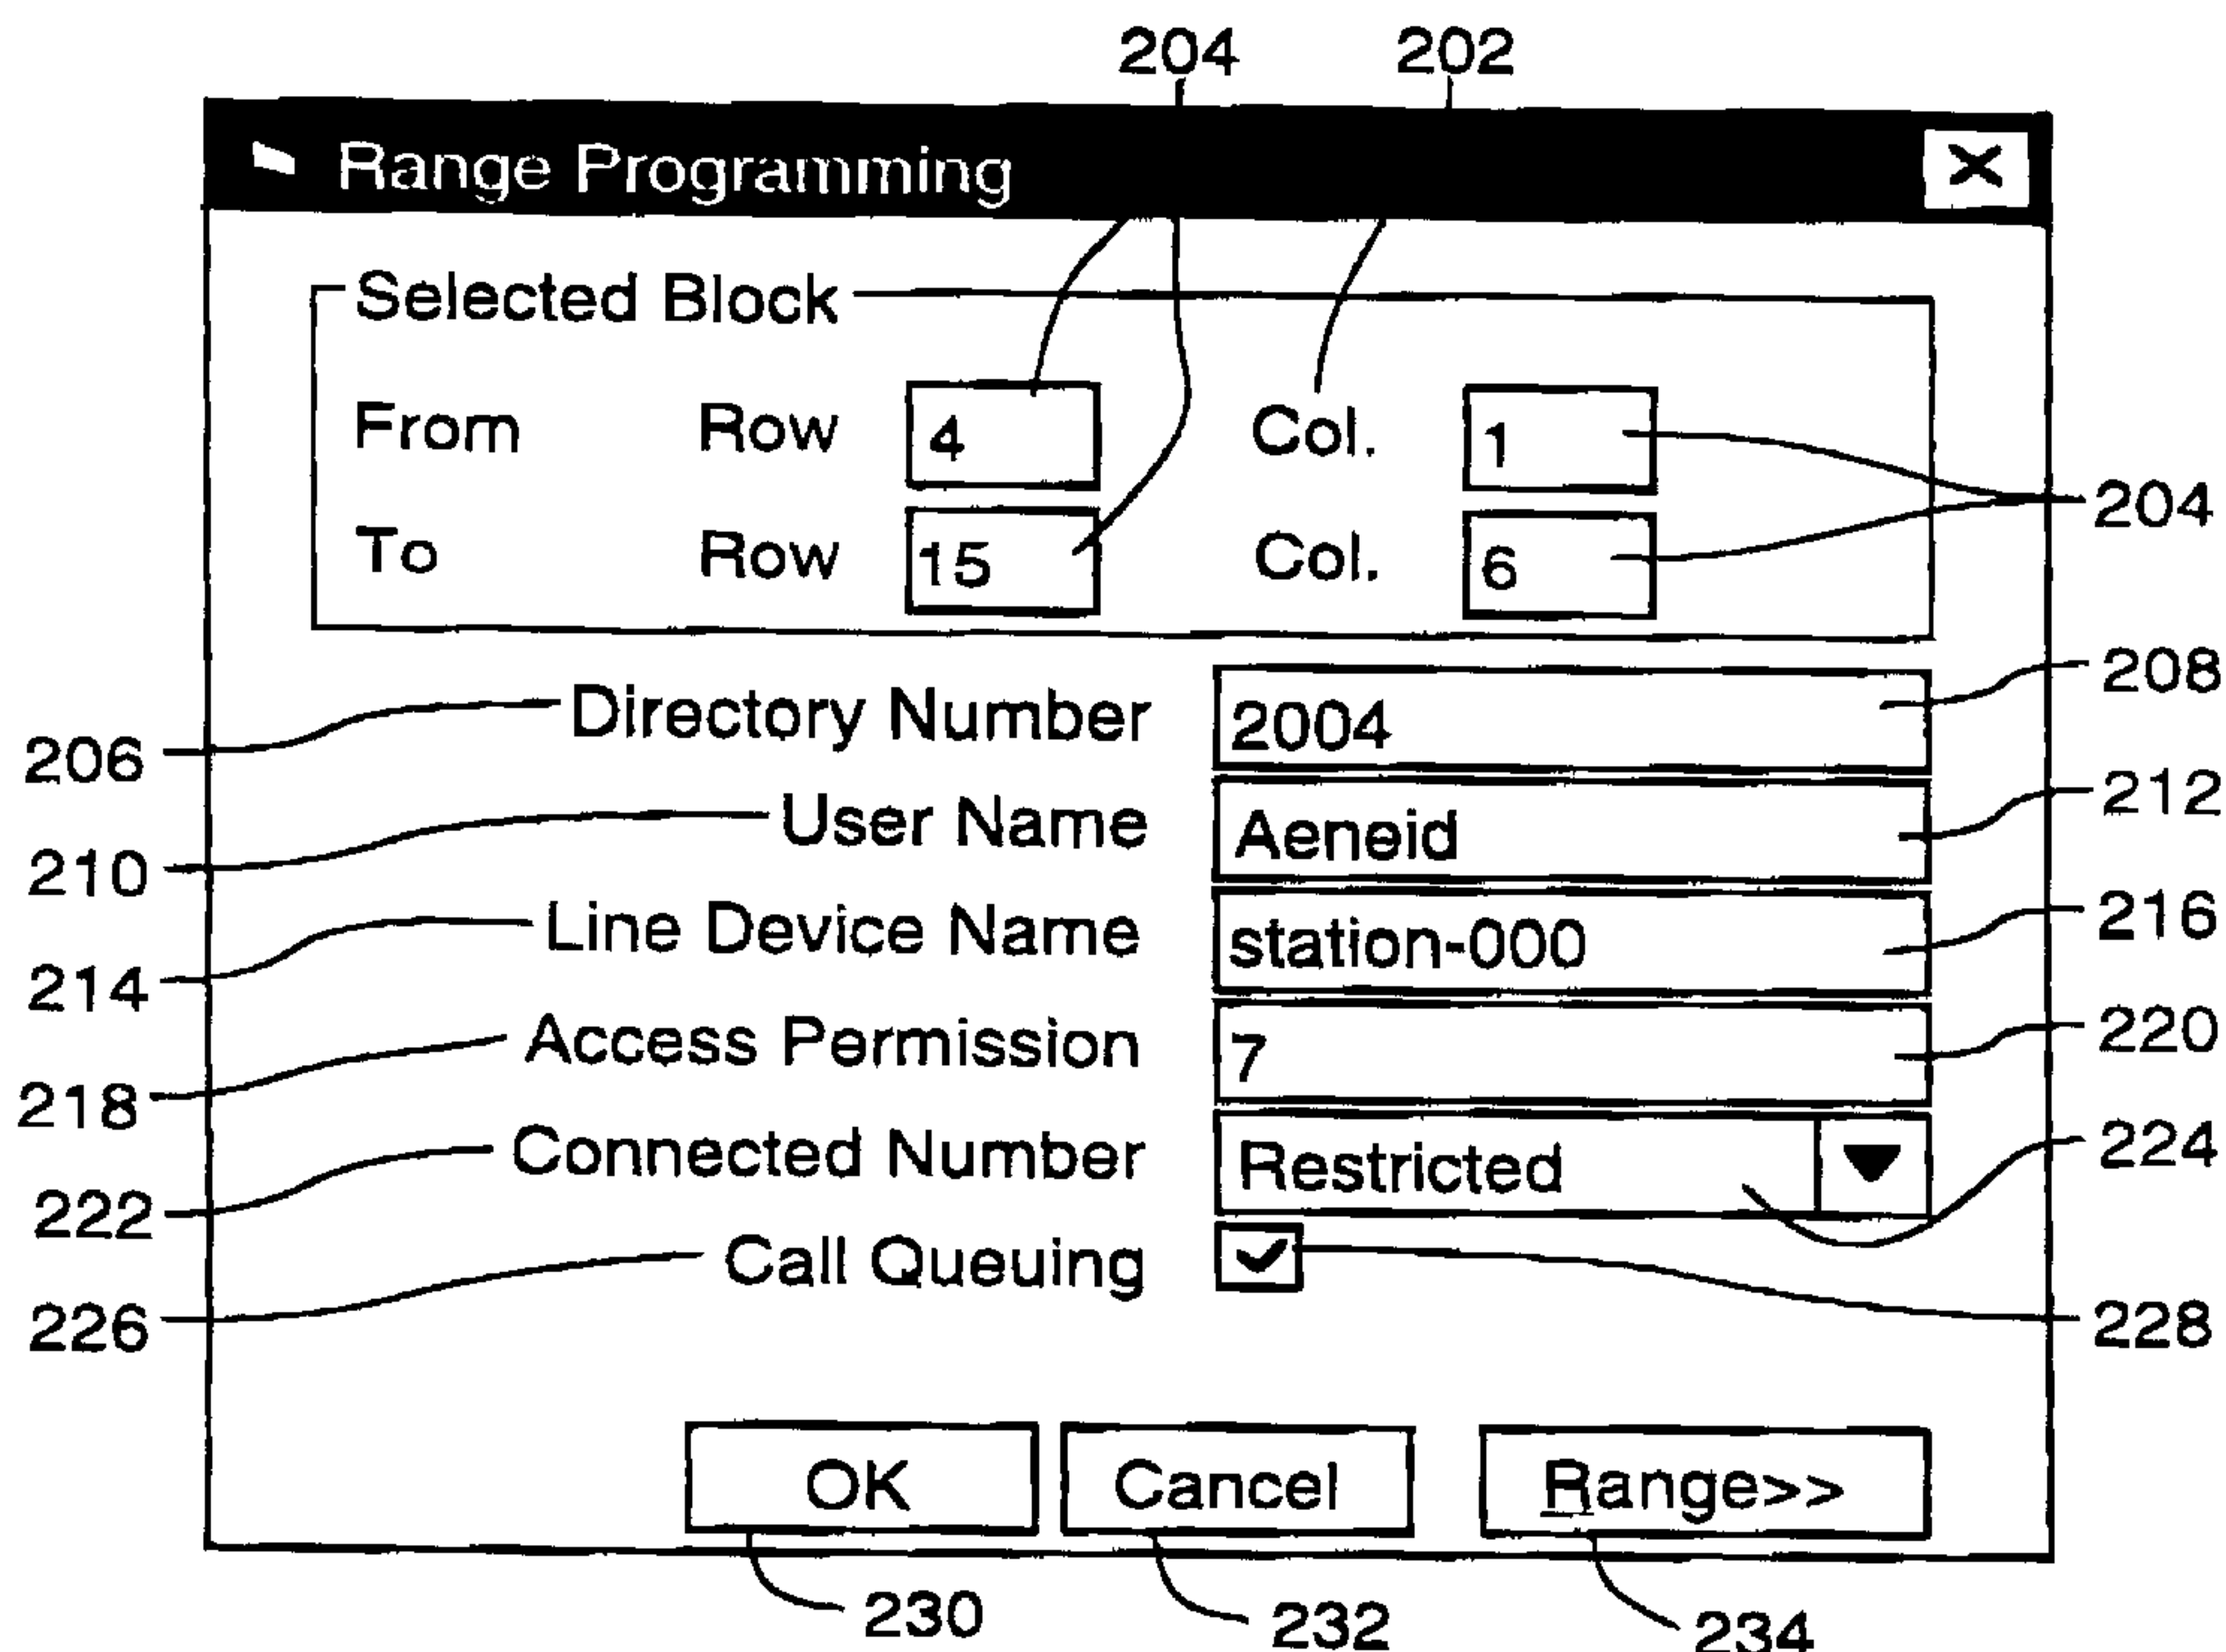 204 202
Range Programming
Selected Block
From Row 4 Col. 1
To Row 15 Col. 6
204
Directory Number 2004
208
206
User Name Aeneid
212
210
Line Device Name station-000
216
214
Access Permission 7
220
218
Connected Number Restricted
224
222
Call Queuing
226
228
OK Cancel Range>>
230 232 234